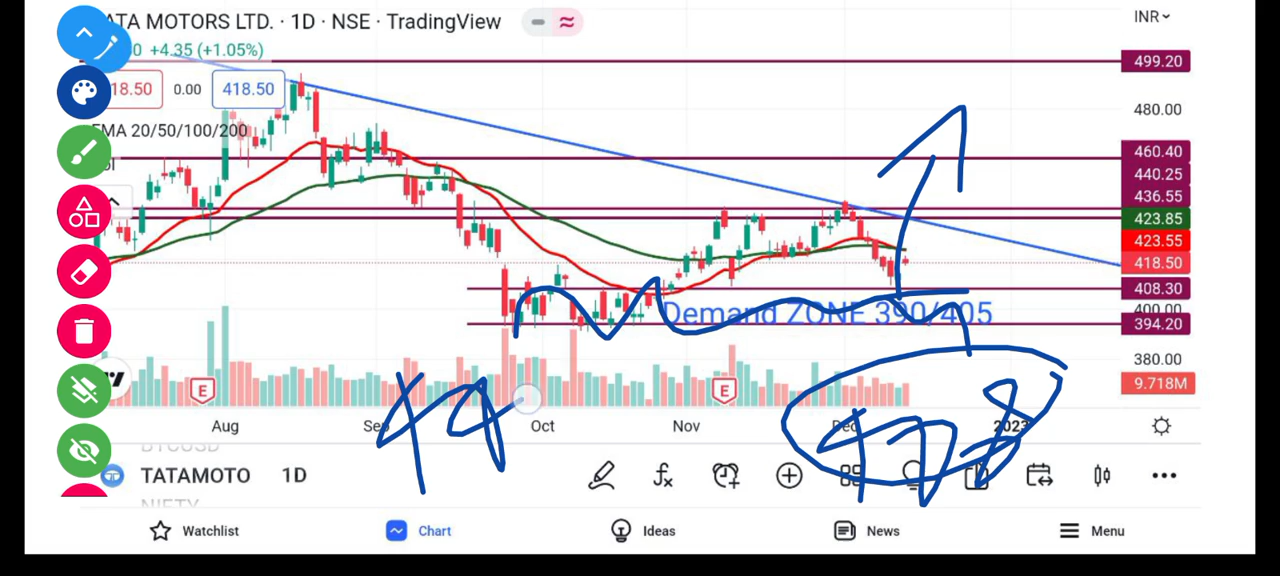 ATA MOTORS LTD. · 1D · NSE · TradingView
INR
0 +4.35 (+1.05%)
499.20
18.50 0.00 418.50
480.00
EMA 20/50/100/200
460.40
440.25
436.55
423.85
423.55
418.50
408.30
Demand ZONE 390/405
400.00
394.20
380.00
9.718M
E
E
Aug
Sep
Oct
Nov
Dec
2023
BTCUSD
TATAMOTO 1D
NIFTY
Watchlist
Chart
Ideas
News
Menu